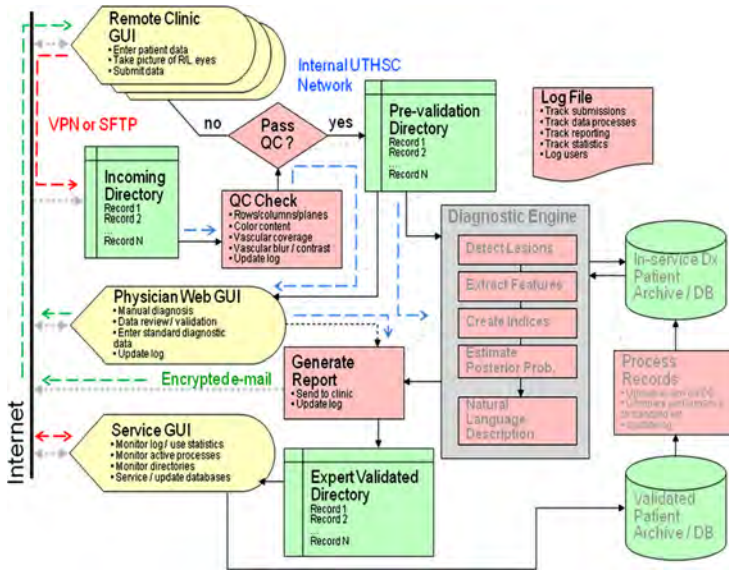 Remote Clinic
GUI
• Enter patient data
• Take picture of R/L eyes
• Submit data
Internal UTHSC
Network
VPN or SFTP
no
Pass
QC ?
yes
Pre-validation
Directory
Record 1
Record 2
...
Record N
Log File
• Track submissions
• Track data processes
• Track reporting
• Track statistics
• Log users
Incoming
Directory
Record 1
Record 2
...
Record N
QC Check
• Rows/columns/planes
• Color content
• Vascular coverage
• Vascular blur / contrast
• Update log
Diagnostic Engine
Detect Lesions
Extract Features
Create Indices
Estimate
Posterior Prob.
Natural
Language
Description
In-service Dx
Patient
Archive / DB
Physician Web GUI
• Manual diagnosis
• Data review / validation
• Enter standard diagnostic
data
• Update log
Encrypted e-mail
Generate
Report
• Send to clinic
• Update log
Process
Records
Internet
Service GUI
• Monitor log / use statistics
• Monitor active processes
• Monitor directories
• Service / update databases
Expert Validated
Directory
Record 1
Record 2
...
Record N
Validated
Patient
Archive / DB